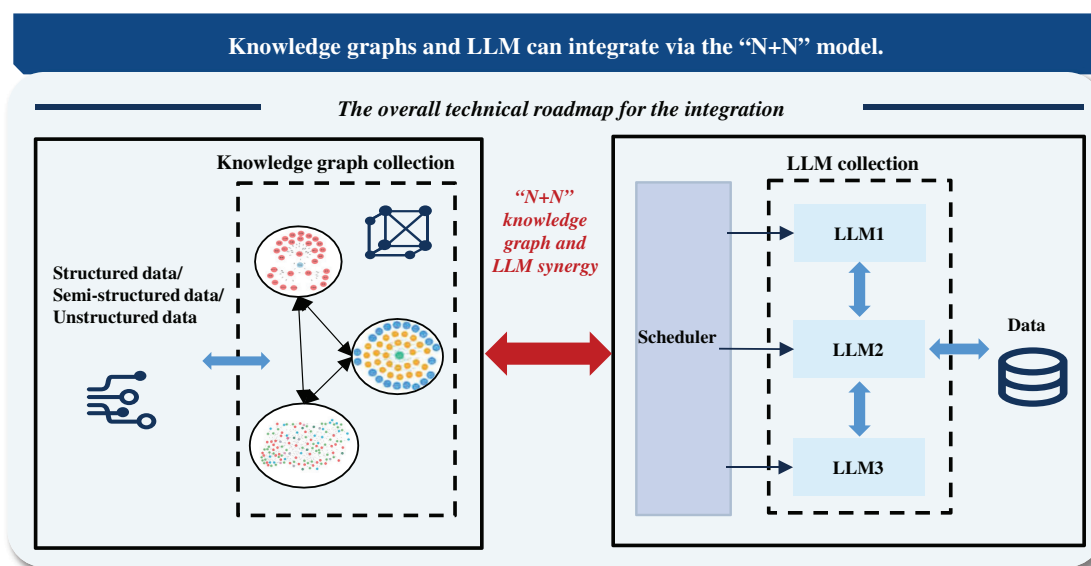 Knowledge graphs and LLM can integrate via the “N+N” model.
The overall technical roadmap for the integration
Knowledge graph collection
Structured data/
Semi-structured data/
Unstructured data
“N+N”
knowledge
graph and
LLM synergy
LLM collection
Scheduler
LLM1
LLM2
LLM3
Data